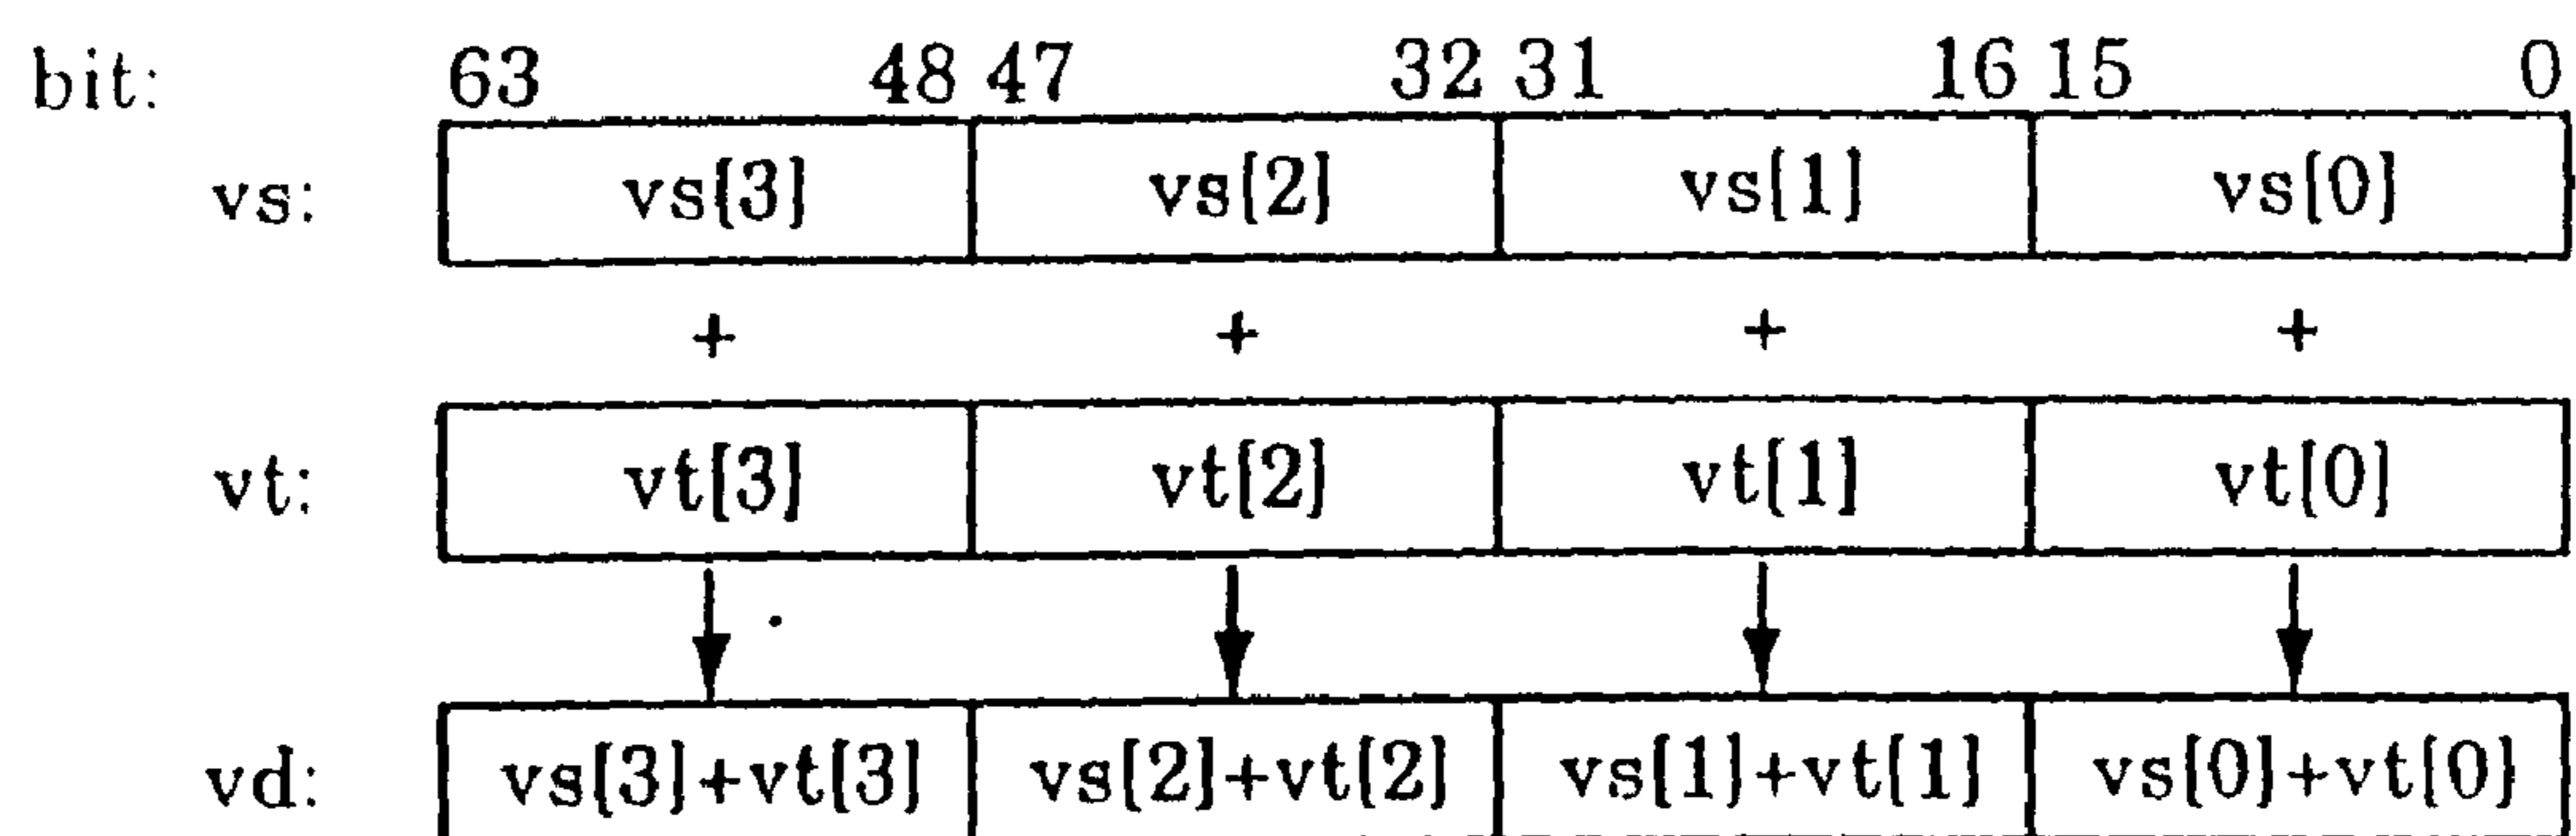 bit: 63 48 47 32 31 16 15 0
vs: vs[3] vs[2] vs[1] vs[0]
+ + + +
vt: vt[3] vt[2] vt[1] vt[0]
vd: vs[3]+vt[3] vs[2]+vt[2] vs[1]+vt[1] vs[0]+vt[0]